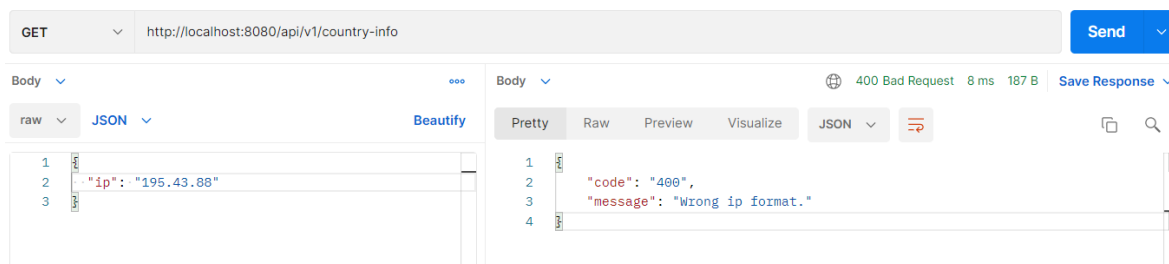 GET http://localhost:8080/api/v1/country-info Send
Body ooo Body 400 Bad Request 8 ms 187 B Save Response
raw JSON Beautify Pretty Raw Preview Visualize JSON
1 {
2 "ip": "195.43.88"
3 }
1 {
2 "code": "400",
3 "message": "Wrong ip format."
4 }